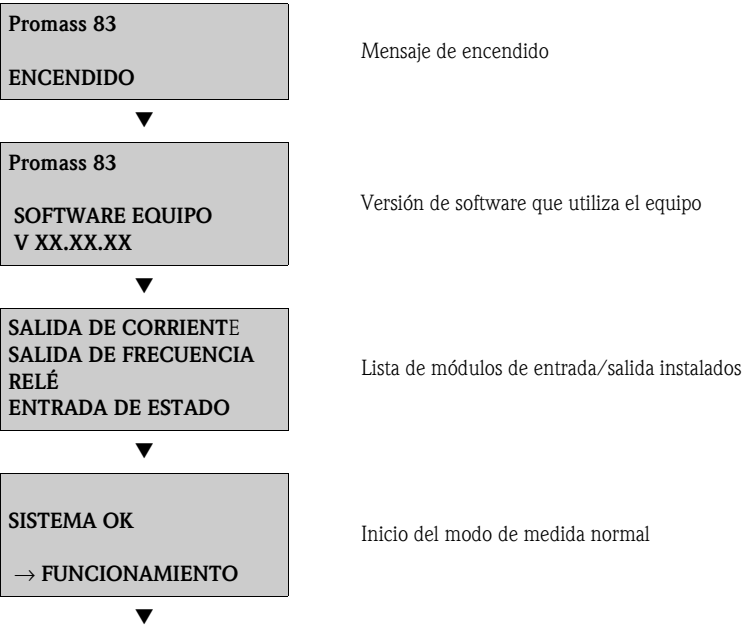 Promass 83
ENCENDIDO
Mensaje de encendido
▼
Promass 83
SOFTWARE EQUIPO
V XX.XX.XX
Versión de software que utiliza el equipo
▼
SALIDA DE CORRIENTE
SALIDA DE FRECUENCIA
RELÉ
ENTRADA DE ESTADO
Lista de módulos de entrada/salida instalados
▼
SISTEMA OK
→ FUNCIONAMIENTO
Inicio del modo de medida normal
▼